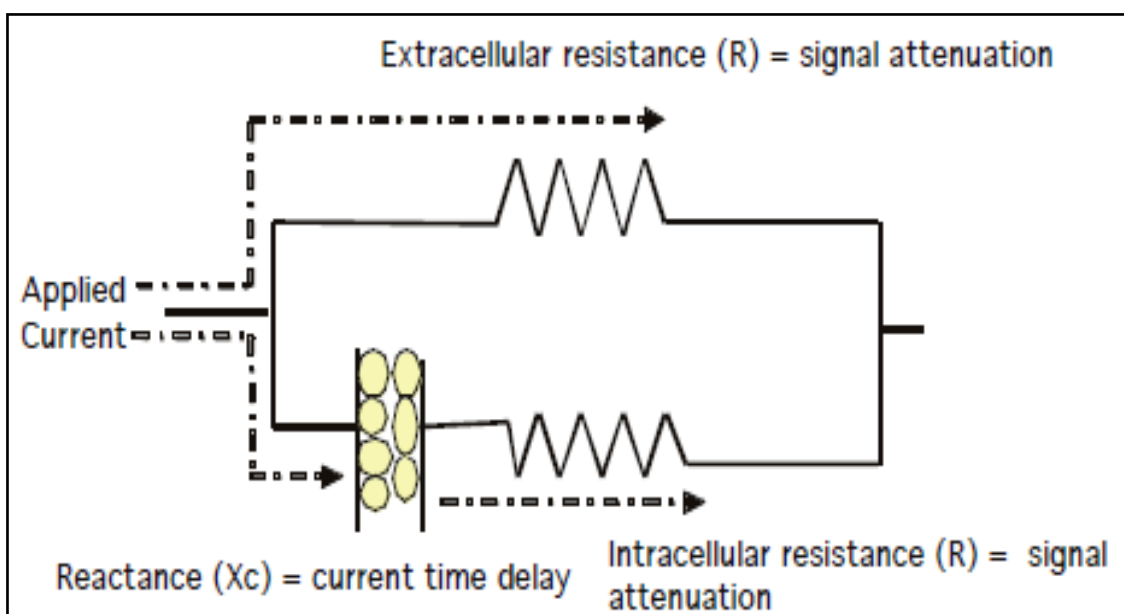 Extracellular resistance (R) = signal attenuation
Applied
Current
Reactance (Xc) = current time delay
Intracellular resistance (R) = signal
attenuation